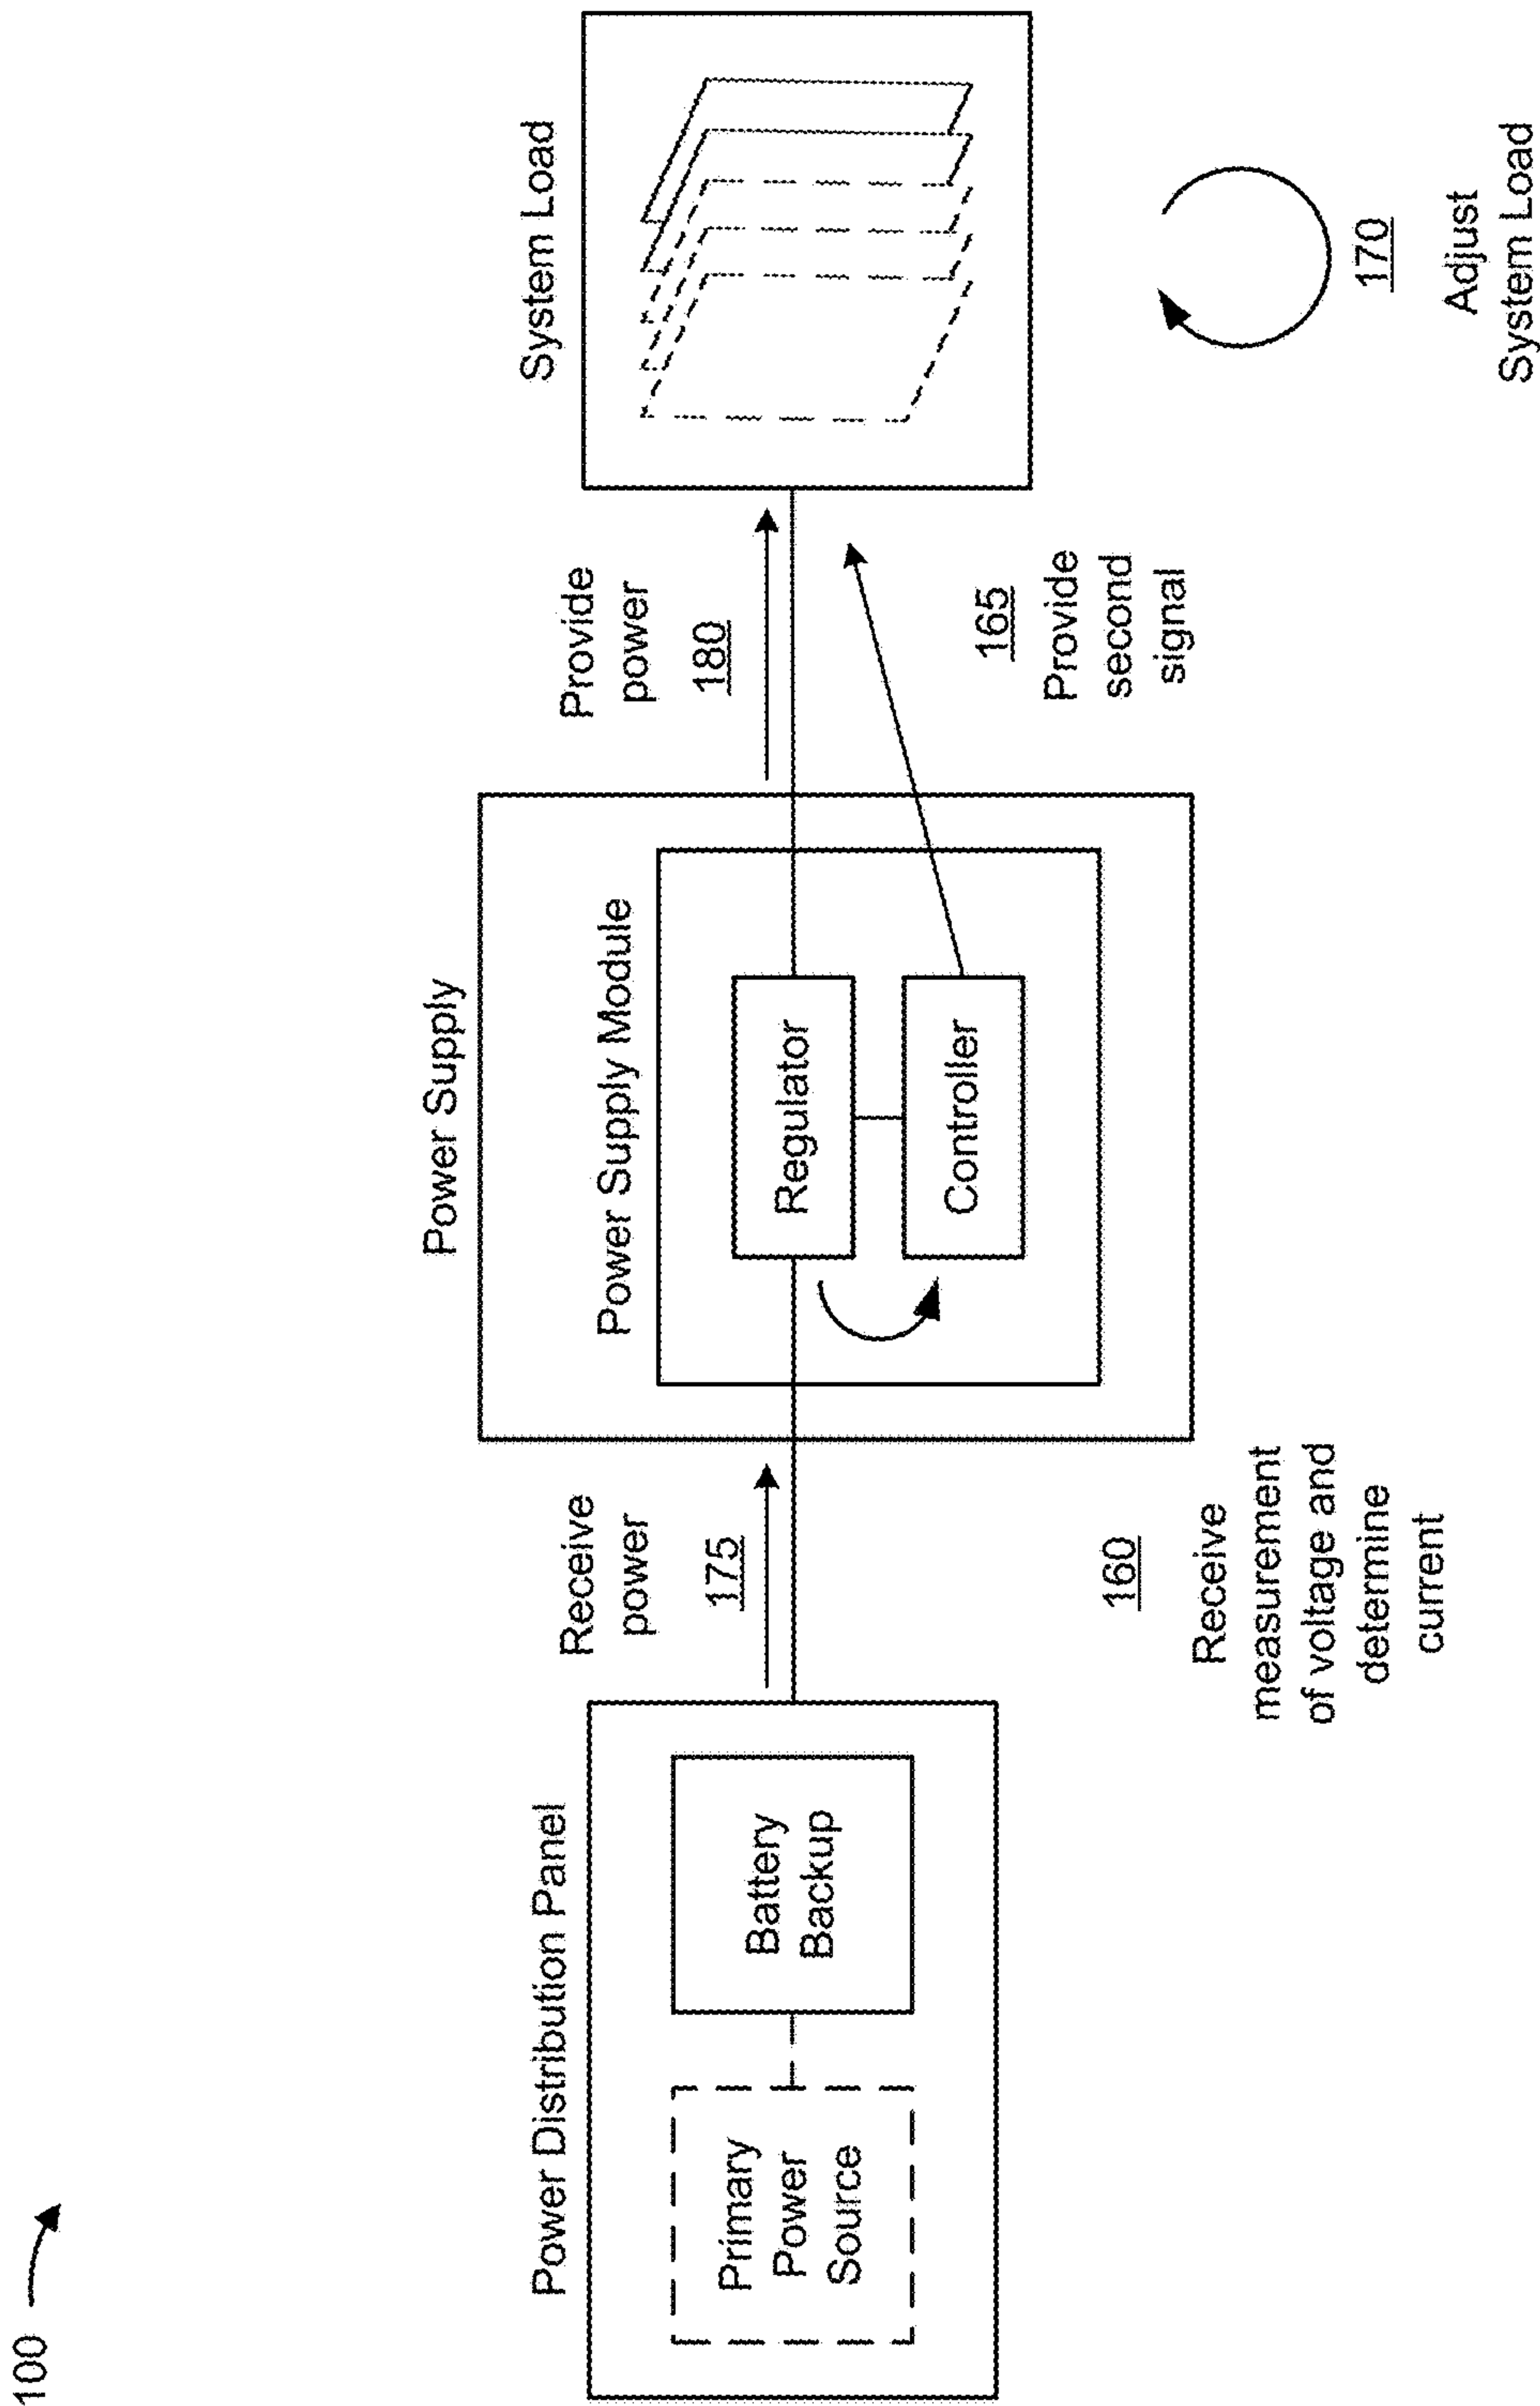 100
Power Distribution Panel
Primary
Power
Source
Battery
Backup
Receive
power
175
160
Receive
measurement
of voltage and
determine
current
Power Supply
Power Supply Module
Regulator
Controller
Provide
power
180
165
Provide
second
signal
System Load
170
Adjust
System Load